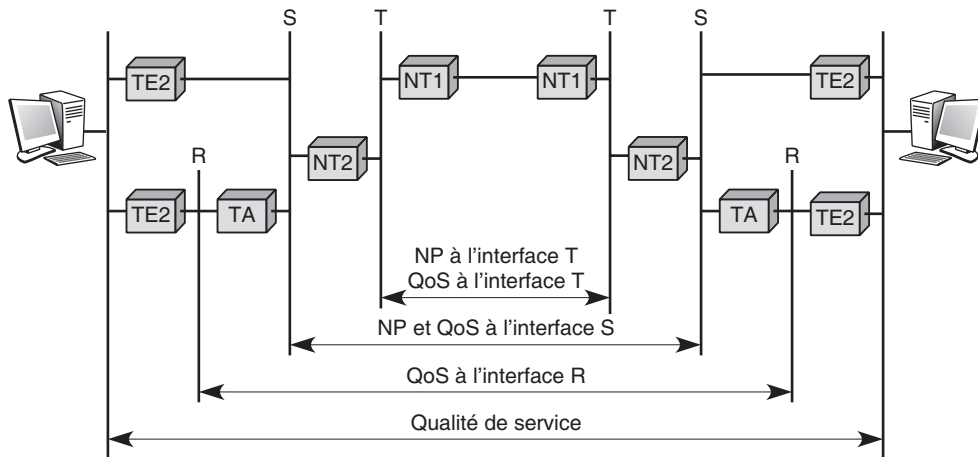 S T T S
TE2 NT1 NT1 TE2
R NT2 NT2 R
TE2 TA TA TE2
NP à l'interface T
QoS à l'interface T
NP et QoS à l'interface S
QoS à l'interface R
Qualité de service